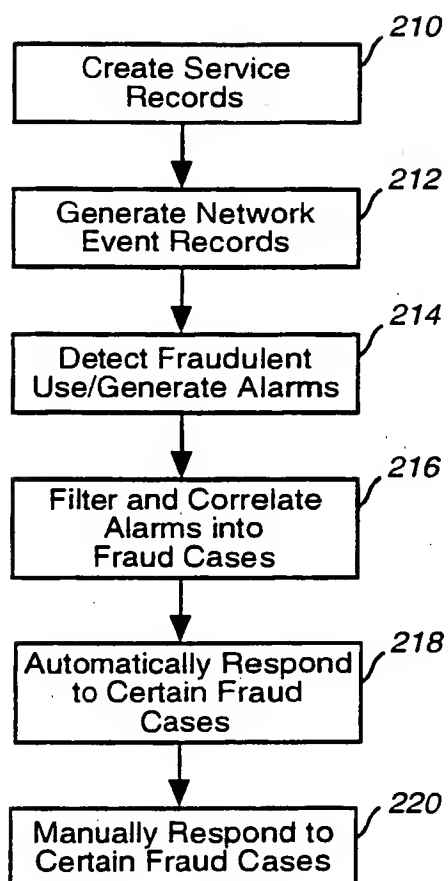 210
Create Service
Records
212
Generate Network
Event Records
214
Detect Fraudulent
Use/Generate Alarms
216
Filter and Correlate
Alarms into
Fraud Cases
218
Automatically Respond
to Certain Fraud
Cases
220
Manually Respond to
Certain Fraud Cases